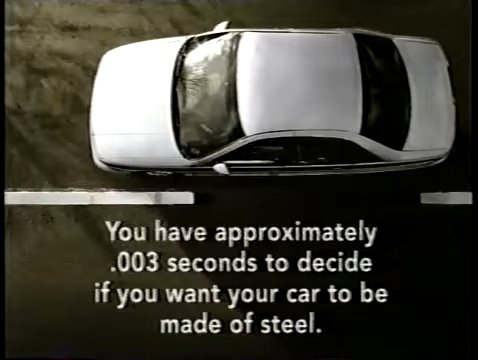 You have approximately
.003 seconds to decide
if you want your car to be
made of steel.